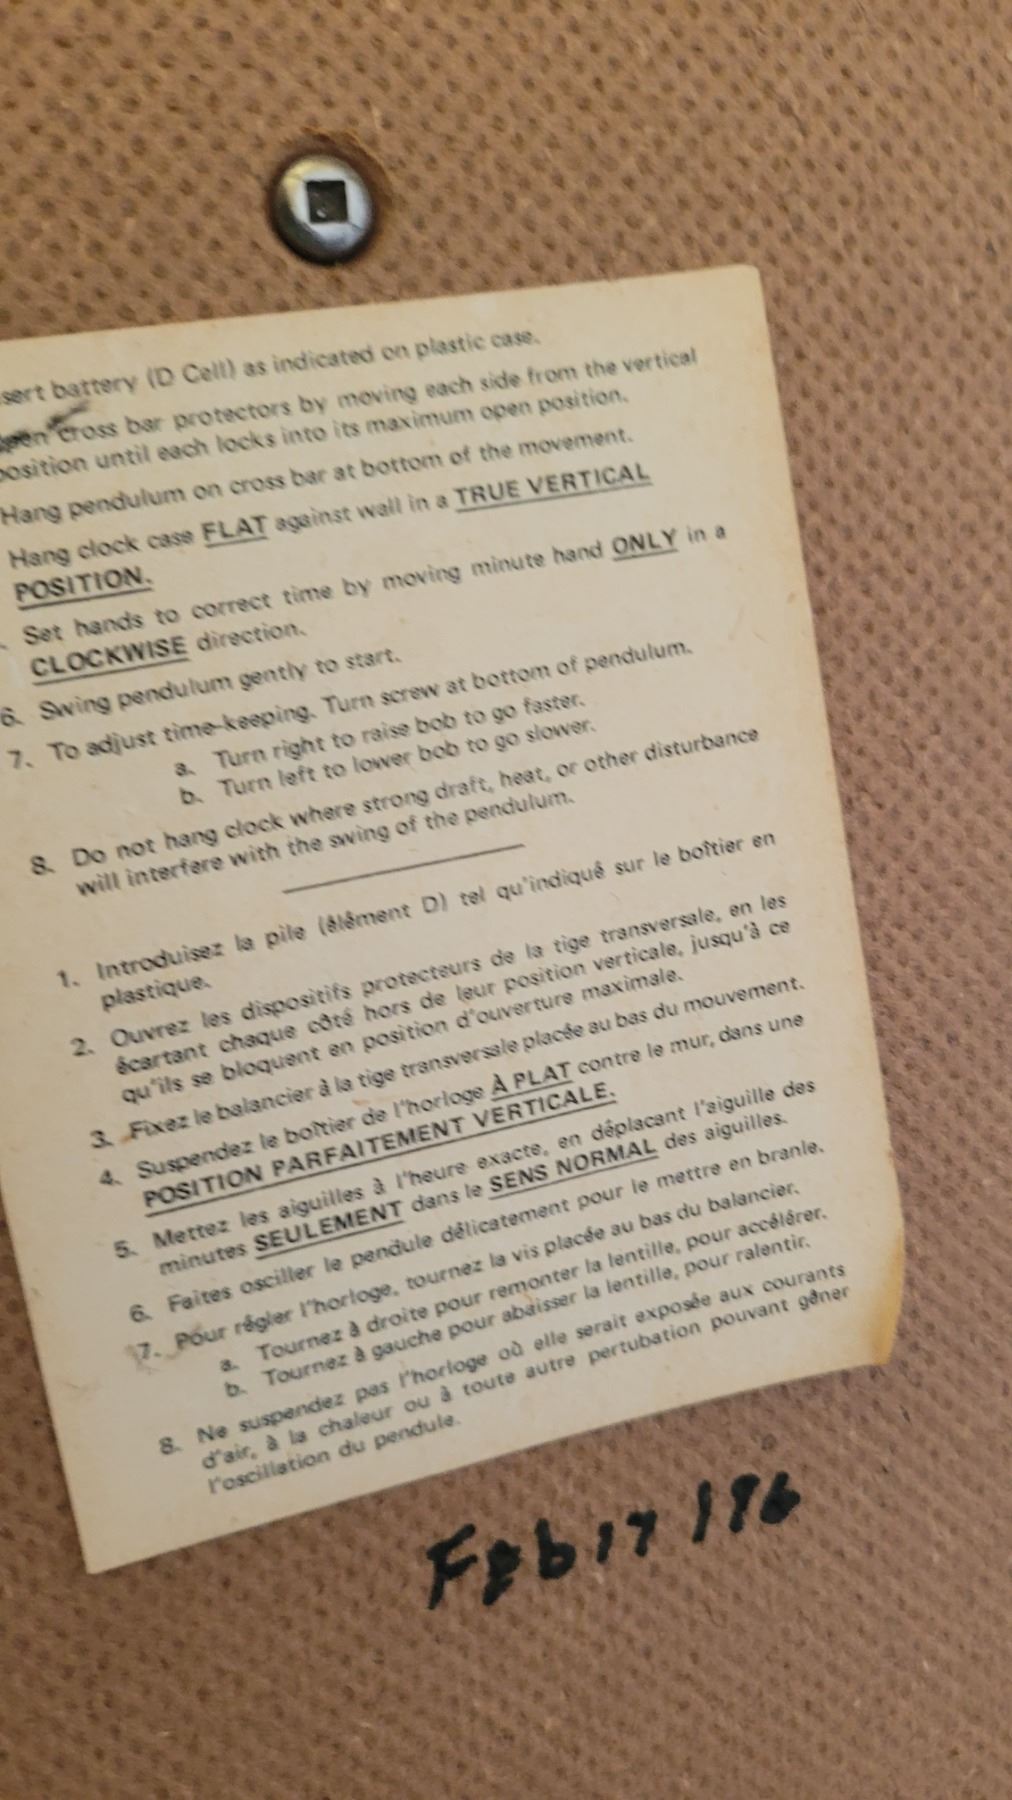 sert battery (D Cell) as indicated on plastic case.
pen cross bar protectors by moving each side from the vertical
position until each locks into its maximum open position.
Hang pendulum on cross bar at bottom of the movement.
Hang clock case FLAT against wall in a TRUE VERTICAL
POSITION.
. Set hands to correct time by moving minute hand ONLY in a
CLOCKWISE direction.
6. Swing pendulum gently to start.
7. To adjust time-keeping. Turn screw at bottom of pendulum.
a. Turn right to raise bob to go faster.
b. Turn left to lower bob to go slower.
8. Do not hang clock where strong draft, heat, or other disturbance
will interfere with the swing of the pendulum.
1. Introduisez la pile (élément D) tel qu'indiqué sur le boîtier en
plastique.
2. Ouvrez les dispositifs protecteurs de la tige transversale, en les
écartant chaque côté hors de leur position verticale, jusqu'à ce
qu'ils se bloquent en position d'ouverture maximale.
3. Fixez le balancier à la tige transversale placée au bas du mouvement.
4. Suspendez le boîtier de l'horloge À PLAT contre le mur, dans une
POSITION PARFAITEMENT VERTICALE.
5. Mettez les aiguilles à l'heure exacte, en déplacant l'aiguille des
minutes SEULEMENT dans le SENS NORMAL des aiguilles.
6. Faites osciller le pendule délicatement pour le mettre en branle.
7. Pour régler l'horloge, tournez la vis placée au bas du balancier.
a. Tournez à droite pour remonter la lentille, pour accélérer.
b. Tournez à gauche pour abaisser la lentille, pour ralentir.
8. Ne suspendez pas l'horloge où elle serait exposée aux courants
d'air, à la chaleur ou à toute autre pertubation pouvant gêner
l'oscillation du pendule.
Feb 17